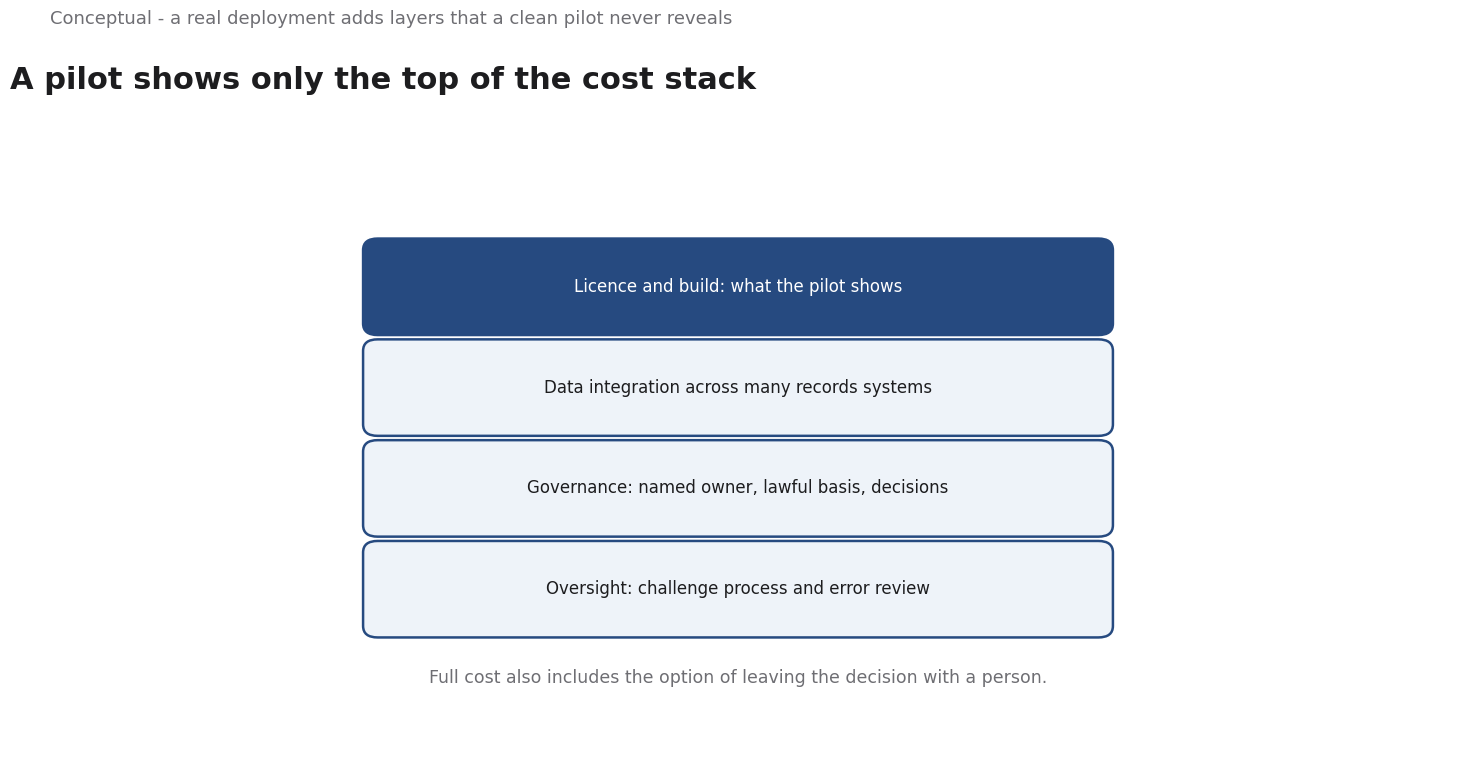 Conceptual - a real deployment adds layers that a clean pilot never reveals
A pilot shows only the top of the cost stack
Licence and build: what the pilot shows
Data integration across many records systems
Governance: named owner, lawful basis, decisions
Oversight: challenge process and error review
Full cost also includes the option of leaving the decision with a person.